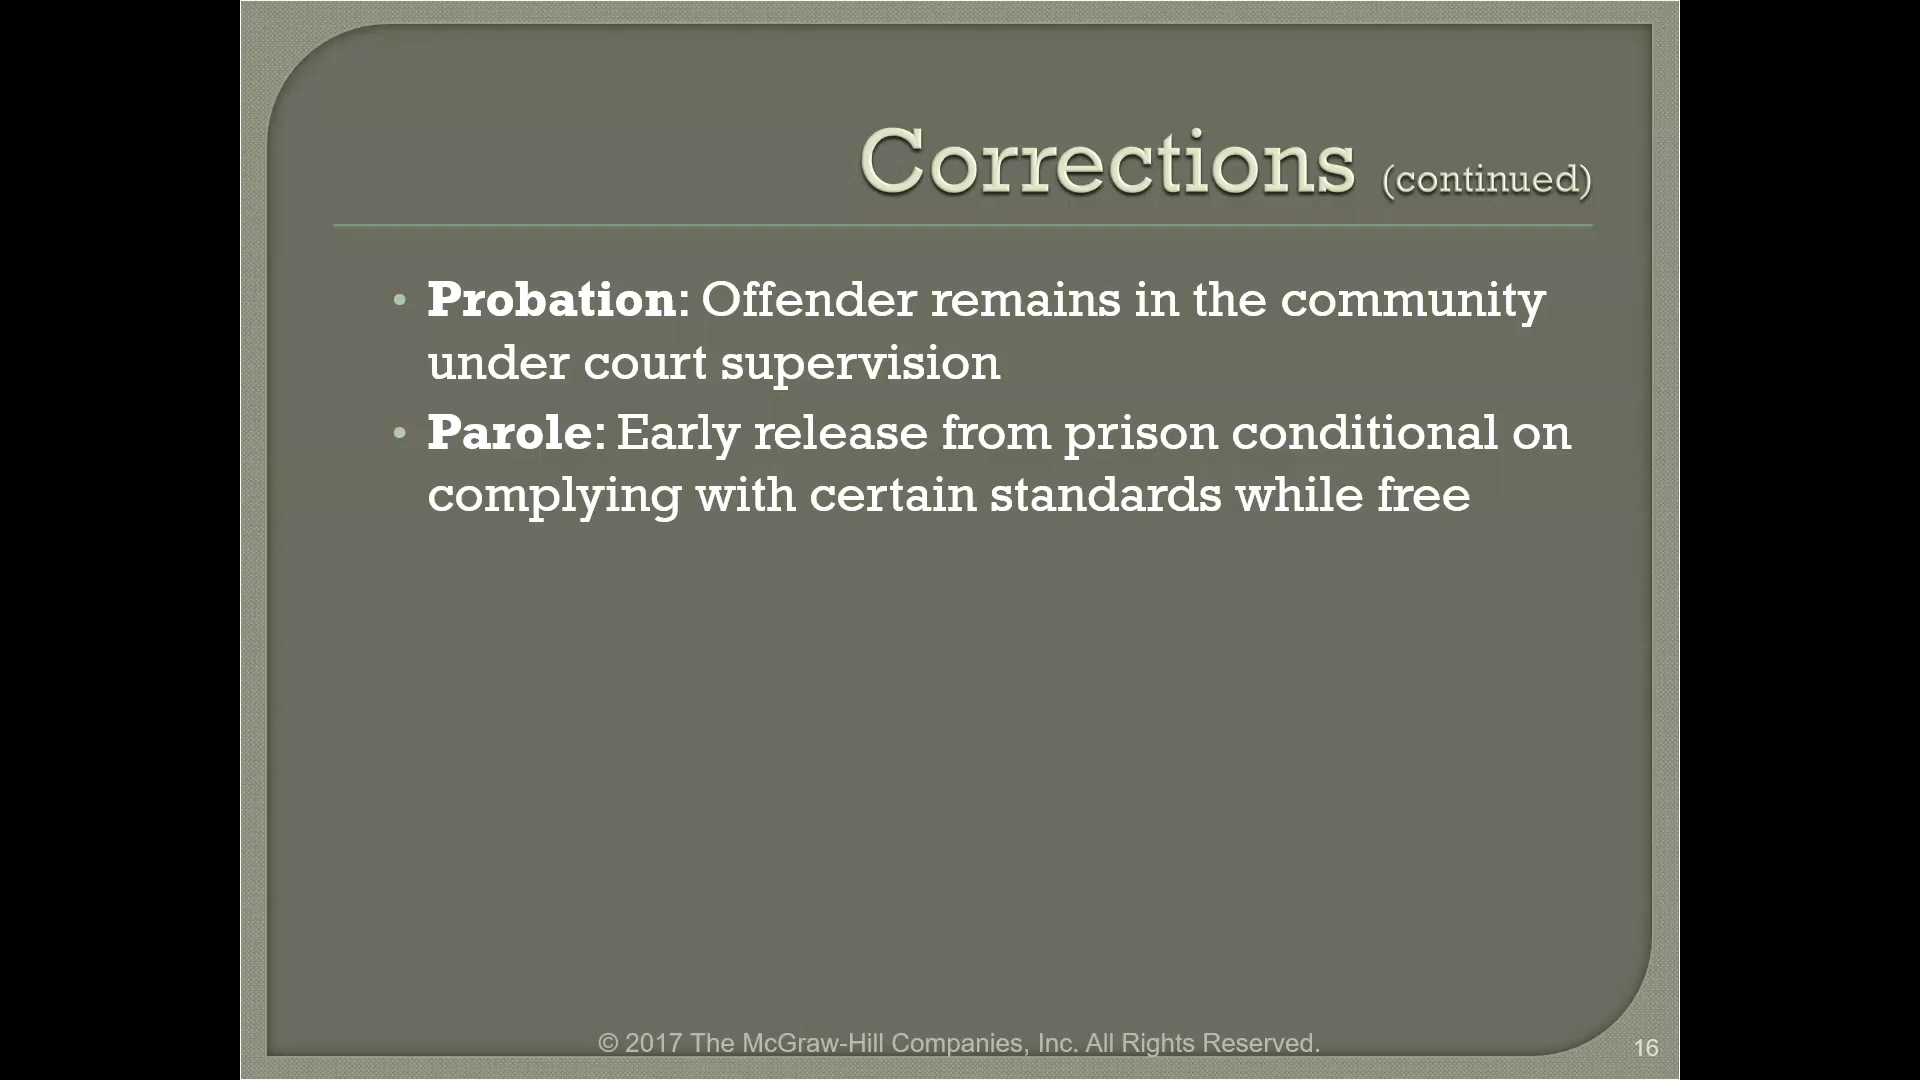 Corrections (continued)
• Probation: Offender remains in the community
under court supervision
• Parole: Early release from prison conditional on
complying with certain standards while free
© 2017 The McGraw-Hill Companies, Inc. All Rights Reserved.
16